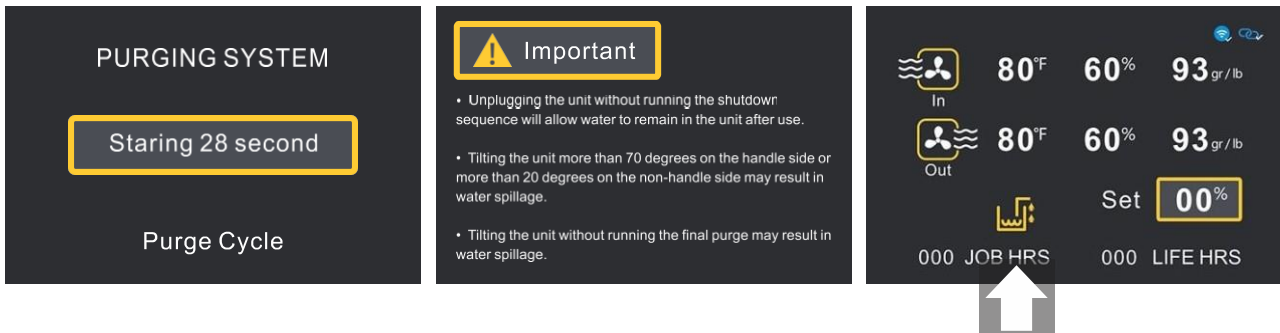 PURGING SYSTEM
Staring 28 second
Purge Cycle
Important
• Unplugging the unit without running the shutdown
sequence will allow water to remain in the unit after use.
• Tilting the unit more than 70 degrees on the handle side or
more than 20 degrees on the non-handle side may result in
water spillage.
• Tilting the unit without running the final purge may result in
water spillage.
80°F 60% 93 gr/lb
In
80°F 60% 93 gr/lb
Out
Set 00%
000 JOB HRS 000 LIFE HRS